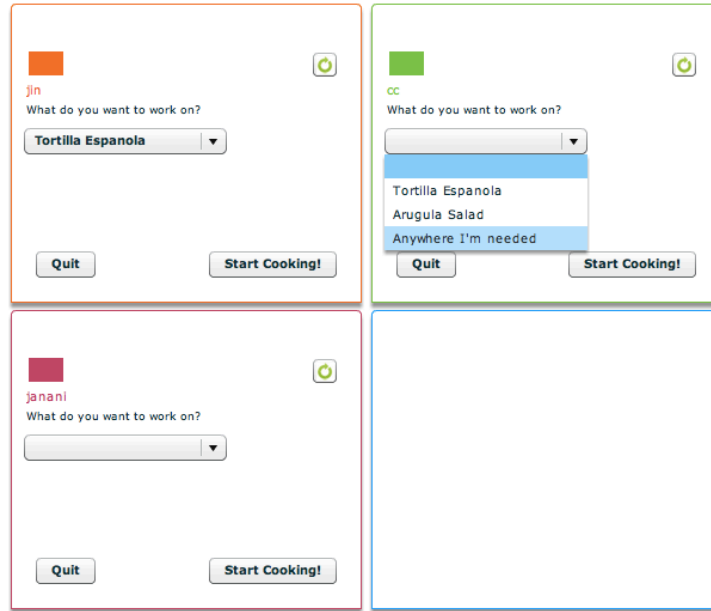 jin
What do you want to work on?
Tortilla Espanola
Quit
Start Cooking!
cc
What do you want to work on?
Tortilla Espanola
Arugula Salad
Anywhere I'm needed
Quit
Start Cooking!
janani
What do you want to work on?
Quit
Start Cooking!